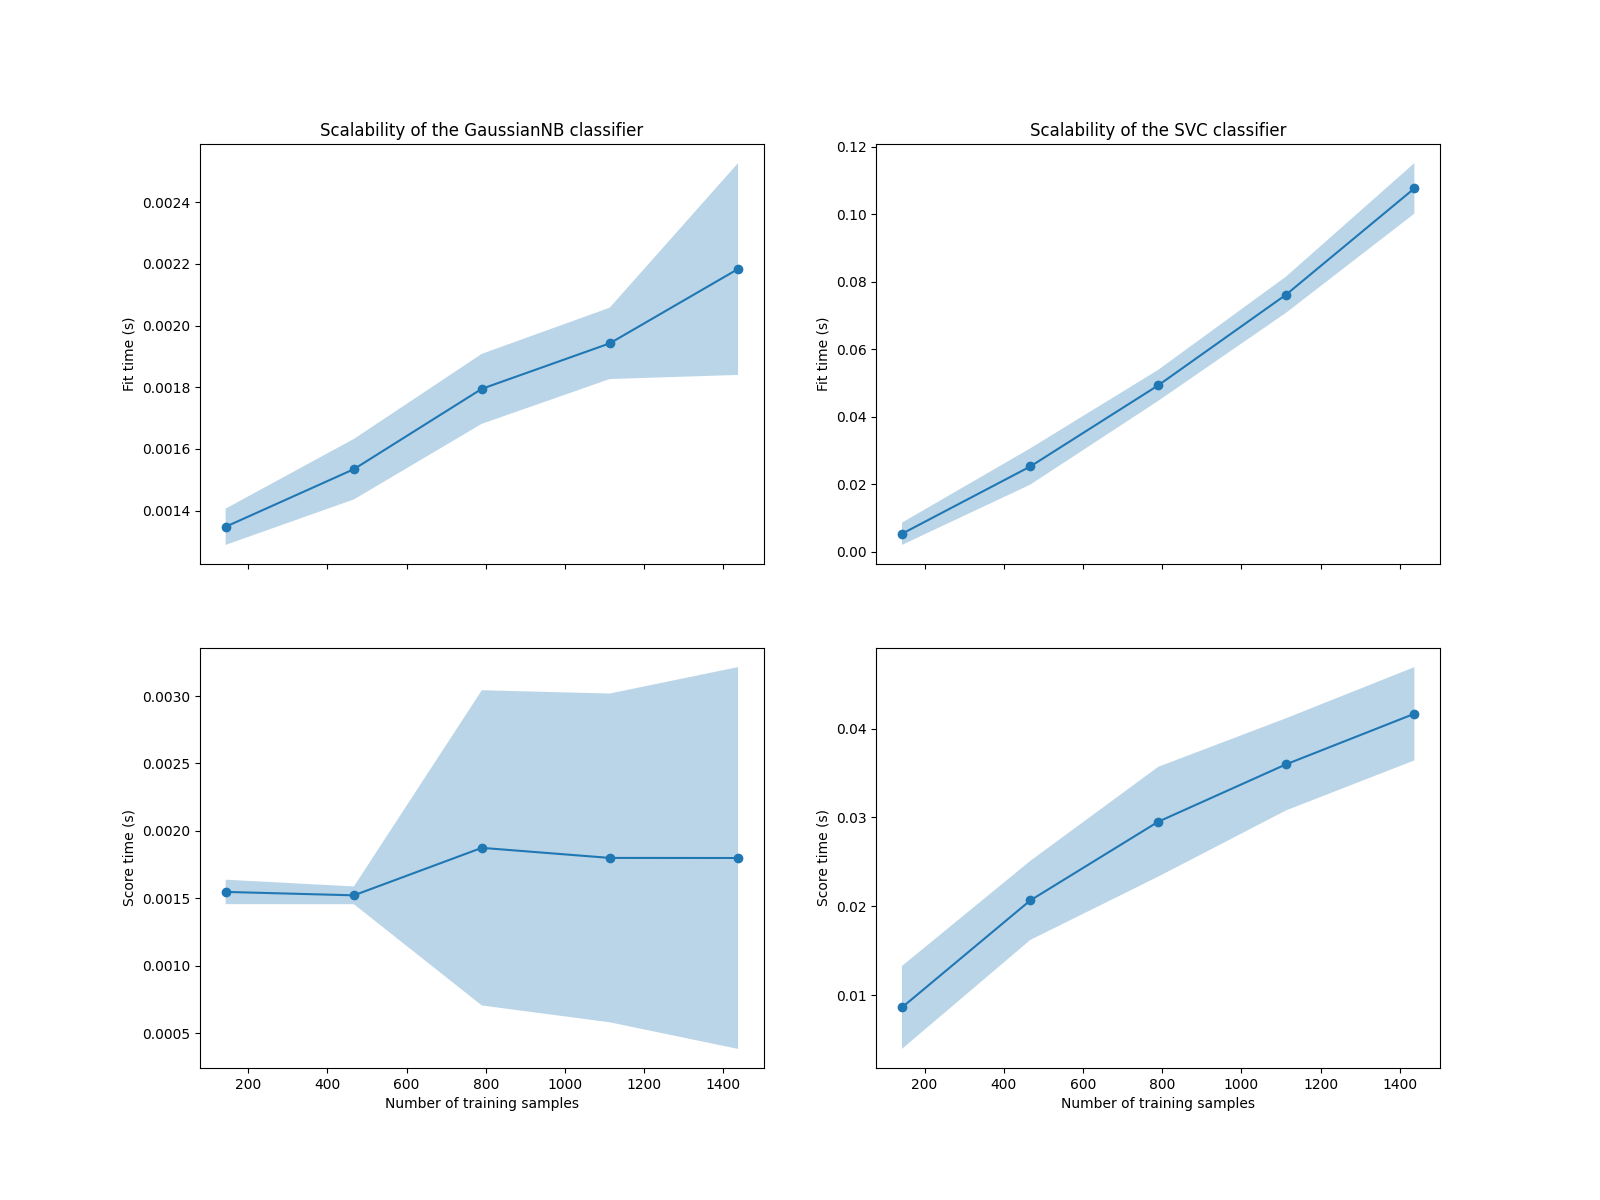 Scalability of the GaussianNB classifier
Fit time (s)
0.0024
0.0022
0.0020
0.0018
0.0016
0.0014
Scalability of the SVC classifier
Fit time (s)
0.12
0.10
0.08
0.06
0.04
0.02
0.00
Score time (s)
0.0030
0.0025
0.0020
0.0015
0.0010
0.0005
200 400 600 800 1000 1200 1400
Number of training samples
Score time (s)
0.04
0.03
0.02
0.01
200 400 600 800 1000 1200 1400
Number of training samples